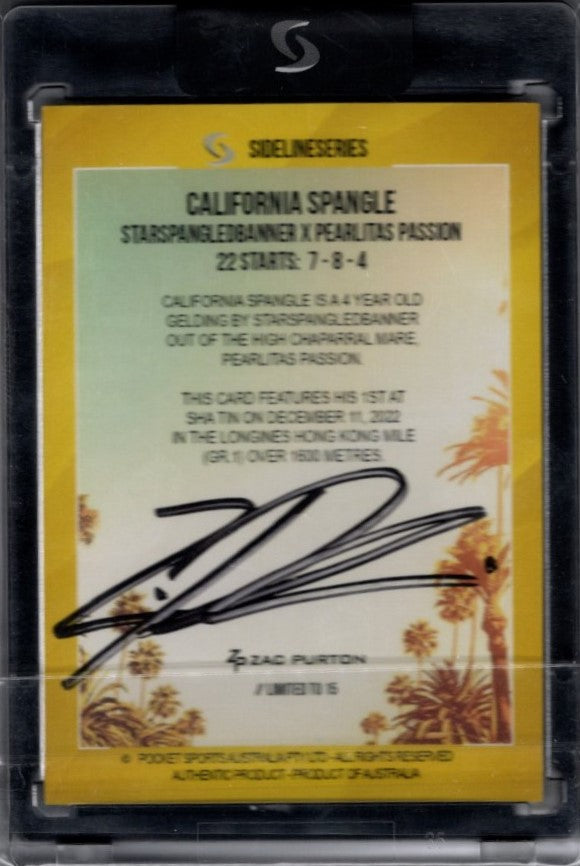 SIDELINESERIES
CALIFORNIA SPANGLE
STARSPANGLEDBANNER X PEARLITAS PASSION
22 STARTS: 7 - 8 - 4
CALIFORNIA SPANGLE IS A 4 YEAR OLD
GELDING BY STARSPANGLEDBANNER
OUT OF THE HIGH CHAPARRAL MARE,
PEARLITAS PASSION.
THIS CARD FEATURES HIS 1ST AT
SHA TIN ON DECEMBER 11, 2022
IN THE LONGINES HONG KONG MILE
(GR.1) OVER 1600 METRES.
ZP ZAC PURTON
// LIMITED TO 15
© POCKET SPORTS AUSTRALIA PTY LTD - ALL RIGHTS RESERVED
AUTHENTIC PRODUCT - PRODUCT OF AUSTRALIA